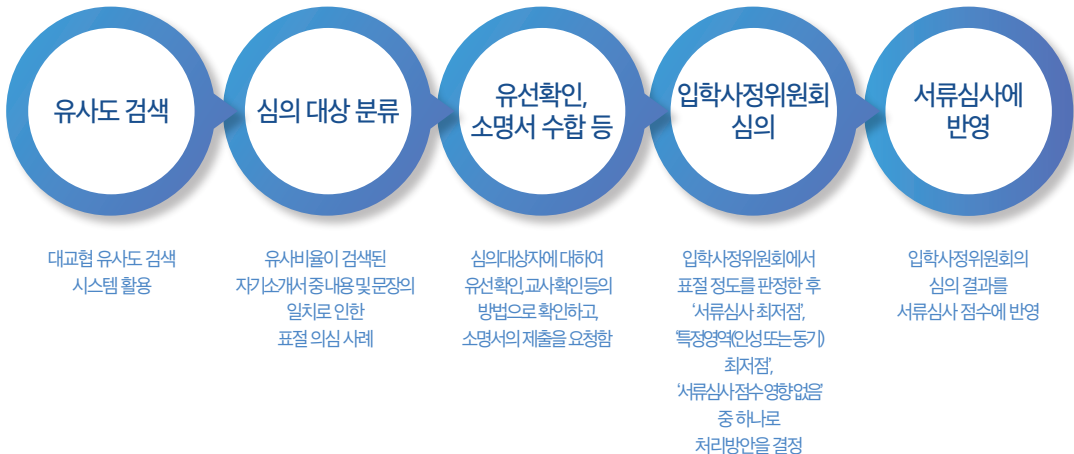 유사도 검색
심의 대상 분류
유선확인,
소명서 수합 등
입학사정위원회
심의
서류심사에
반영
대교협 유사도 검색
시스템 활용
유사비율이 검색된
자기소개서 중 내용 및 문장의
일치로 인한
표절 의심 사례
심의대상자에 대하여
유선확인, 교사확인 등의
방법으로 확인하고,
소명서의 제출을 요청함
입학사정위원회에서
표절 정도를 판정한 후
‘서류심사 최저점’,
‘특정영역(인성 또는 동기)
최저점’,
‘서류심사 점수 영향 없음’
중 하나로
처리방안을 결정
입학사정위원회의
심의 결과를
서류심사 점수에 반영